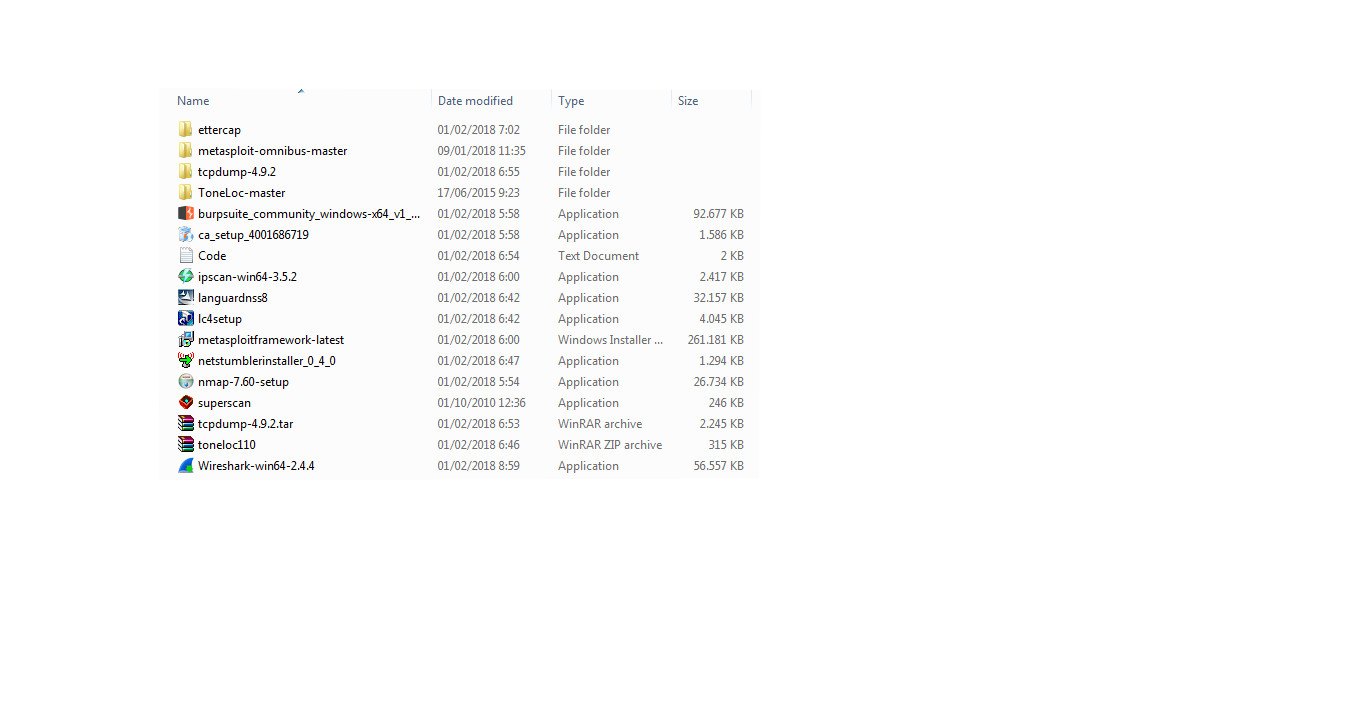 Name Date modified Type Size
ettercap 01/02/2018 7:02 File folder
metasploit-omnibus-master 09/01/2018 11:35 File folder
tcpdump-4.9.2 01/02/2018 6:55 File folder
ToneLoc-master 17/06/2015 9:23 File folder
burpsuite_community_windows-x64_v1_... 01/02/2018 5:58 Application 92.677 KB
ca_setup_4001686719 01/02/2018 5:58 Application 1.586 KB
Code 01/02/2018 6:54 Text Document 2 KB
ipscan-win64-3.5.2 01/02/2018 6:00 Application 2.417 KB
languardnss8 01/02/2018 6:42 Application 32.157 KB
lc4setup 01/02/2018 6:42 Application 4.045 KB
metasploitframework-latest 01/02/2018 6:00 Windows Installer ... 261.181 KB
netstumblerinstaller_0_4_0 01/02/2018 6:47 Application 1.294 KB
nmap-7.60-setup 01/02/2018 5:54 Application 26.734 KB
superscan 01/10/2010 12:36 Application 246 KB
tcpdump-4.9.2.tar 01/02/2018 6:53 WinRAR archive 2.245 KB
toneloc110 01/02/2018 6:46 WinRAR ZIP archive 315 KB
Wireshark-win64-2.4.4 01/02/2018 8:59 Application 56.557 KB